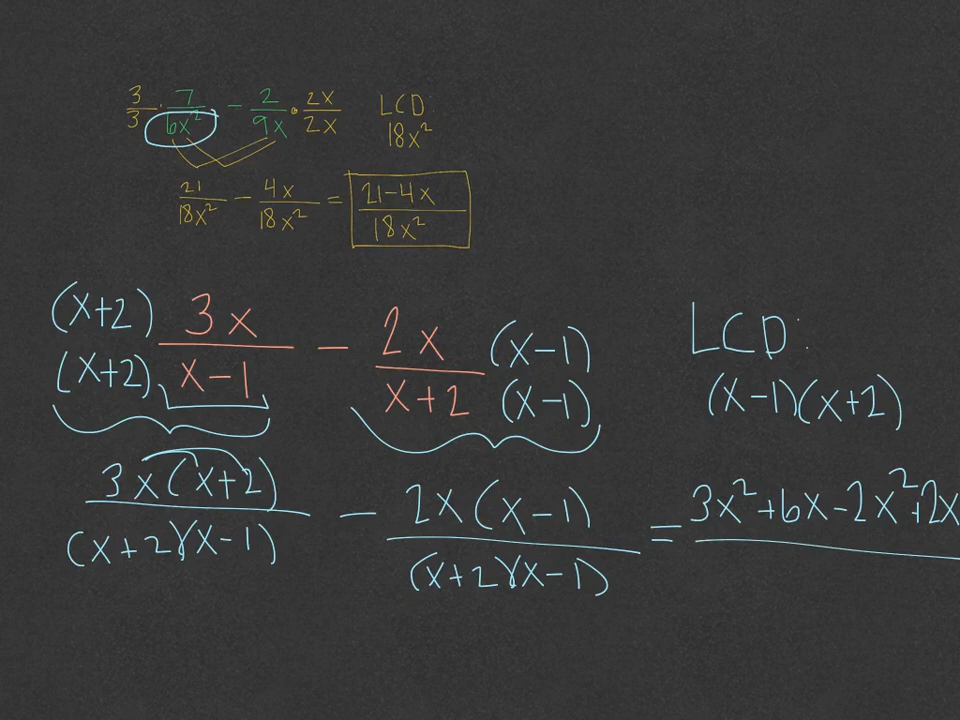 3/3 · 7/6x² - 2/9x · 2x/2x LCD: 18x²
21/18x² - 4x/18x² = 21-4x/18x²
(x+2)/(x+2) 3x/x-1 - 2x/x+2 (x-1)/(x-1) LCD: (x-1)(x+2)
3x(x+2)/(x+2)(x-1) - 2x(x-1)/(x+2)(x-1) = 3x²+6x-2x²+2x